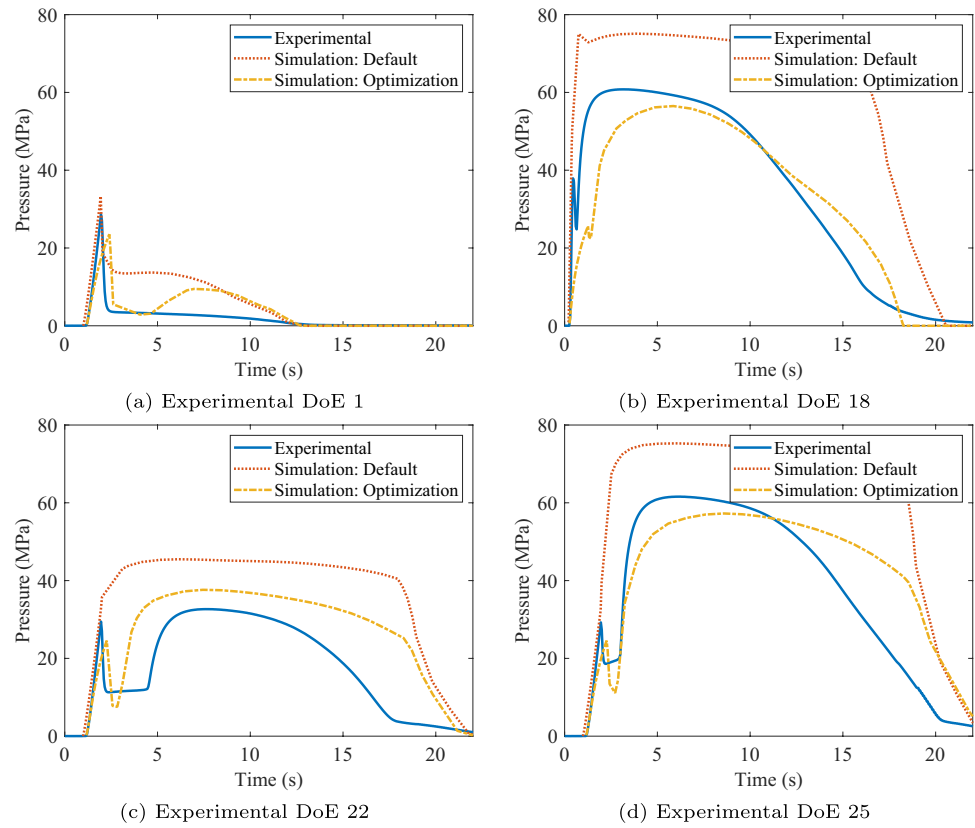 80
60
40
20
0
Pressure (MPa)
Experimental
Simulation: Default
Simulation: Optimization
0 5 10 15 20
Time (s)
(a) Experimental DoE 1
80
60
40
20
0
Pressure (MPa)
Experimental
Simulation: Default
Simulation: Optimization
0 5 10 15 20
Time (s)
(b) Experimental DoE 18
80
60
40
20
0
Pressure (MPa)
Experimental
Simulation: Default
Simulation: Optimization
0 5 10 15 20
Time (s)
(c) Experimental DoE 22
80
60
40
20
0
Pressure (MPa)
Experimental
Simulation: Default
Simulation: Optimization
0 5 10 15 20
Time (s)
(d) Experimental DoE 25